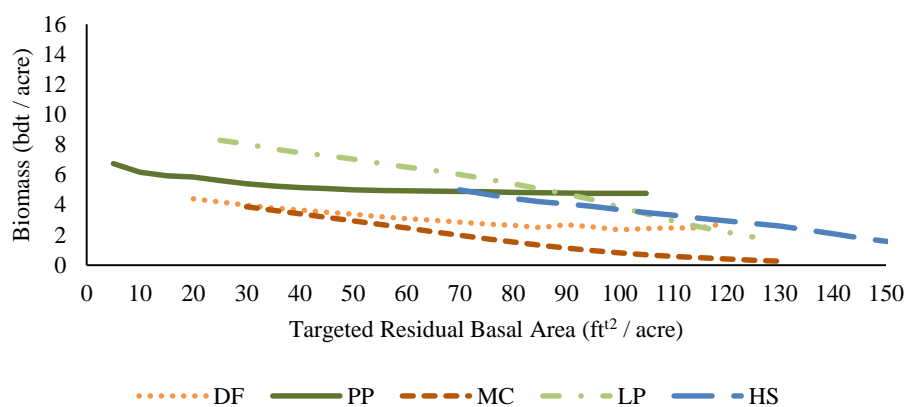 16
14
12
10
8
6
4
2
0
Biomass (bdt / acre)
0 10 20 30 40 50 60 70 80 90 100 110 120 130 140 150
Targeted Residual Basal Area (ft^t2 / acre)
DF PP MC LP HS